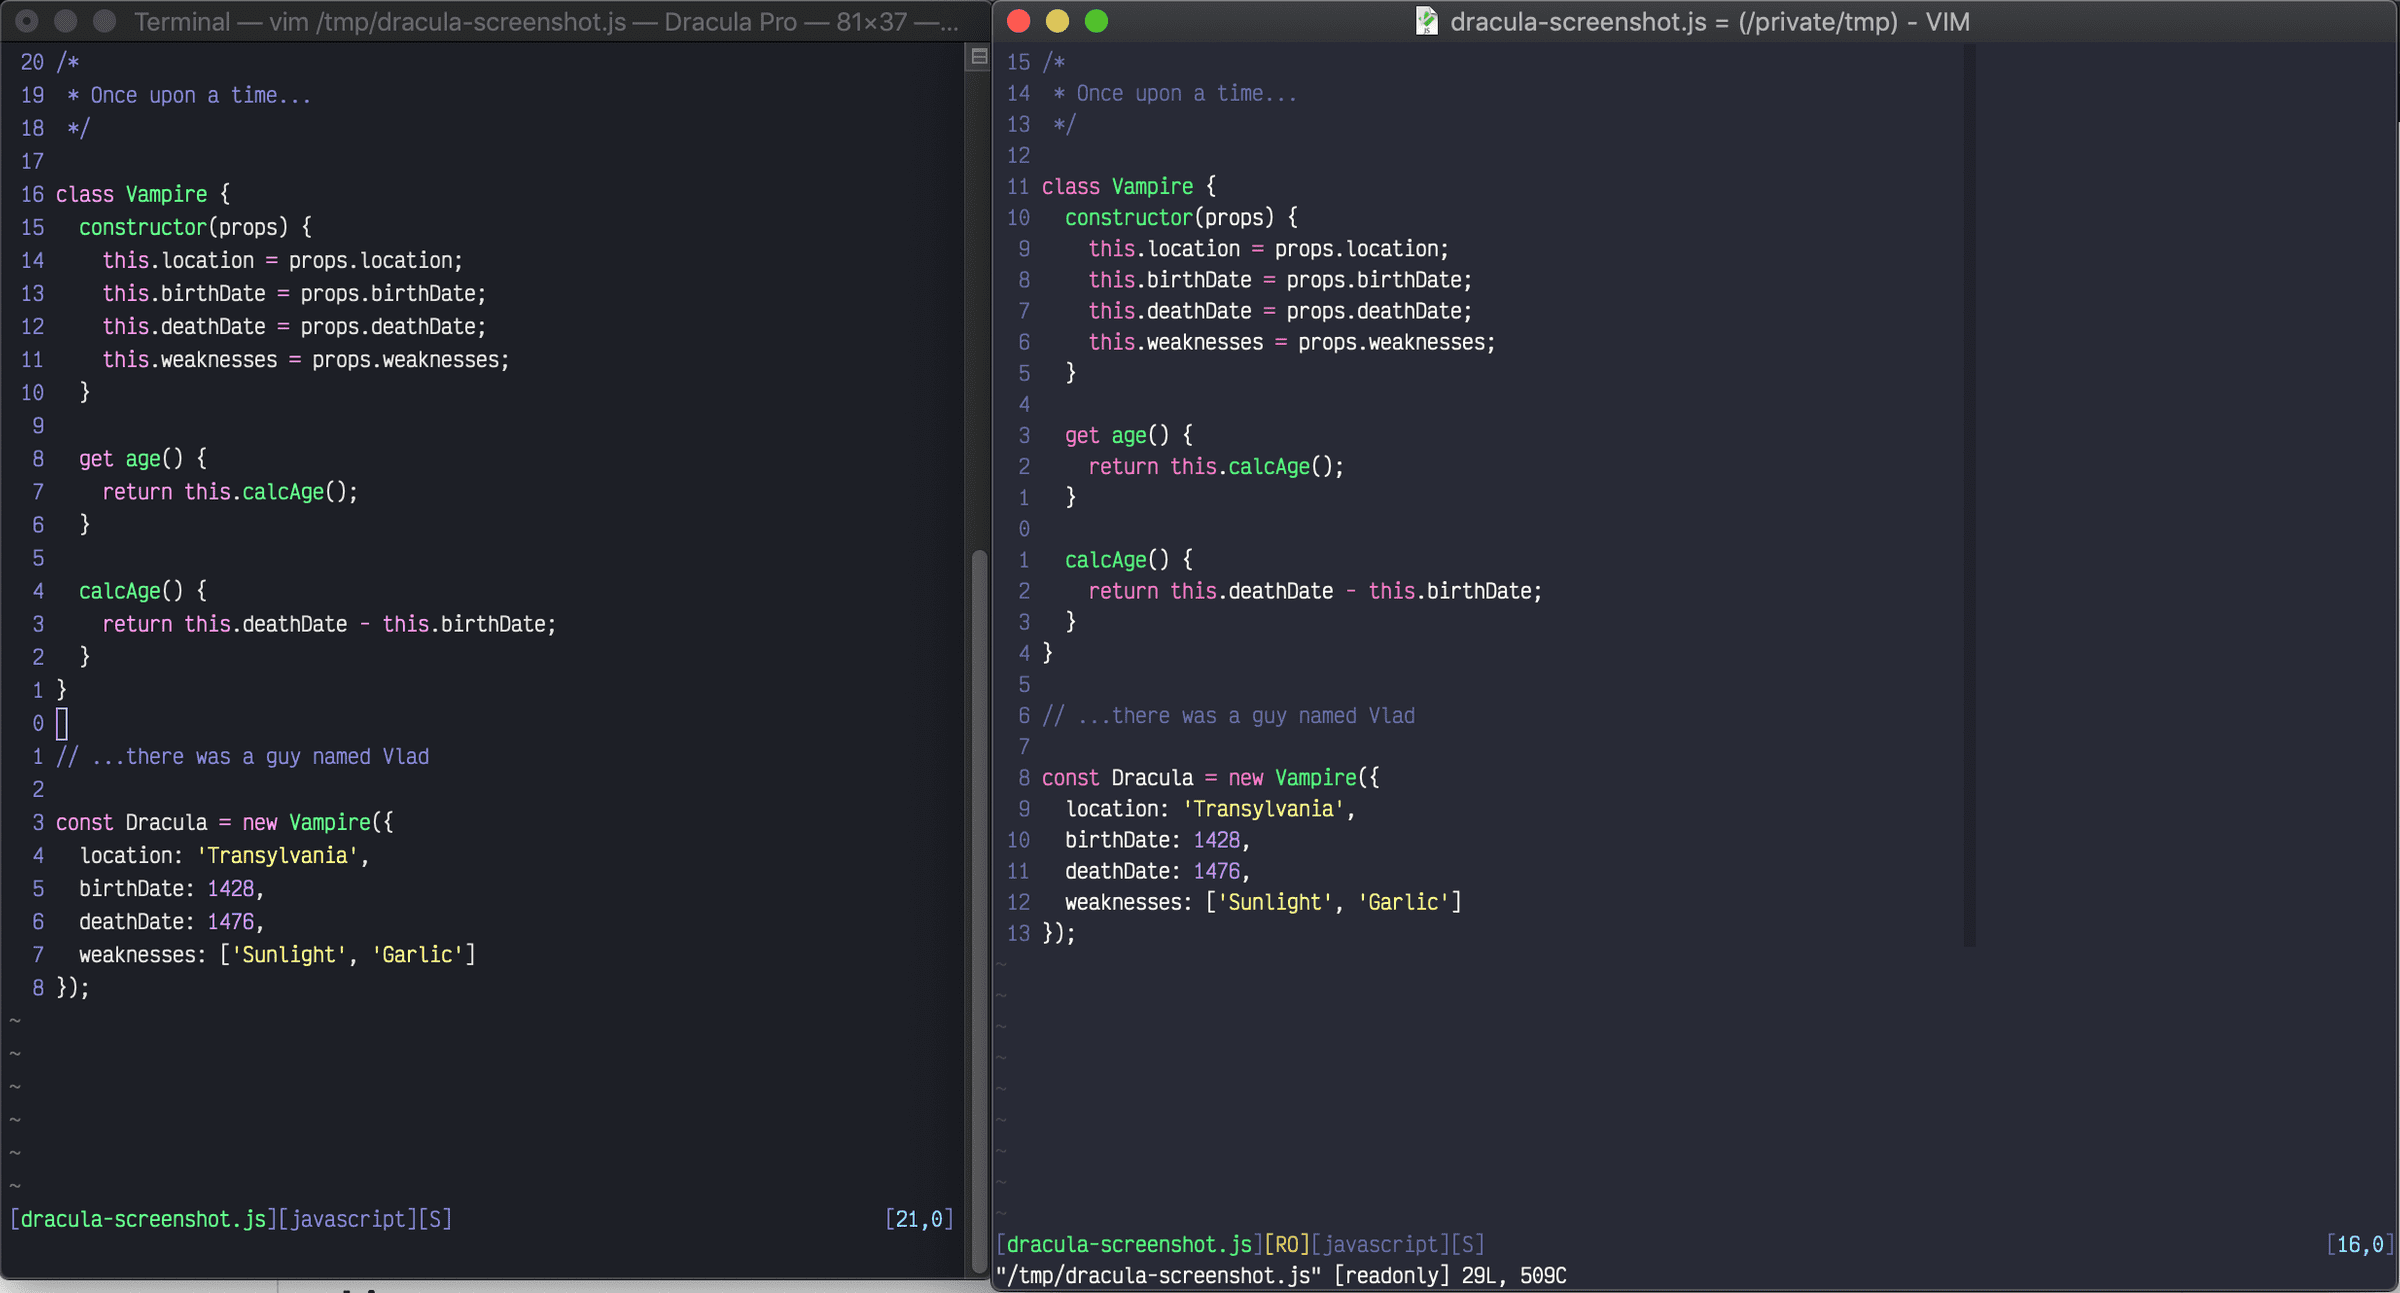 Terminal — vim /tmp/dracula-screenshot.js — Dracula Pro — 81×37 —...
20 /*
19  * Once upon a time...
18  */
17
16 class Vampire {
15   constructor(props) {
14     this.location = props.location;
13     this.birthDate = props.birthDate;
12     this.deathDate = props.deathDate;
11     this.weaknesses = props.weaknesses;
10   }
9
8   get age() {
7     return this.calcAge();
6   }
5
4   calcAge() {
3     return this.deathDate - this.birthDate;
2   }
1 }
0
1 // ...there was a guy named Vlad
2
3 const Dracula = new Vampire({
4   location: 'Transylvania',
5   birthDate: 1428,
6   deathDate: 1476,
7   weaknesses: ['Sunlight', 'Garlic']
8 });
~
~
~
~
~
~
[dracula-screenshot.js][javascript][S] [21,0]
dracula-screenshot.js = (/private/tmp) - VIM
15 /*
14  * Once upon a time...
13  */
12
11 class Vampire {
10   constructor(props) {
9     this.location = props.location;
8     this.birthDate = props.birthDate;
7     this.deathDate = props.deathDate;
6     this.weaknesses = props.weaknesses;
5   }
4
3   get age() {
2     return this.calcAge();
1   }
0
1   calcAge() {
2     return this.deathDate - this.birthDate;
3   }
4 }
5
6 // ...there was a guy named Vlad
7
8 const Dracula = new Vampire({
9   location: 'Transylvania',
10   birthDate: 1428,
11   deathDate: 1476,
12   weaknesses: ['Sunlight', 'Garlic']
13 });
~
~
~
~
~
~
~
~
~
[dracula-screenshot.js][RO][javascript][S] [16,0]
"/tmp/dracula-screenshot.js" [readonly] 29L, 509C